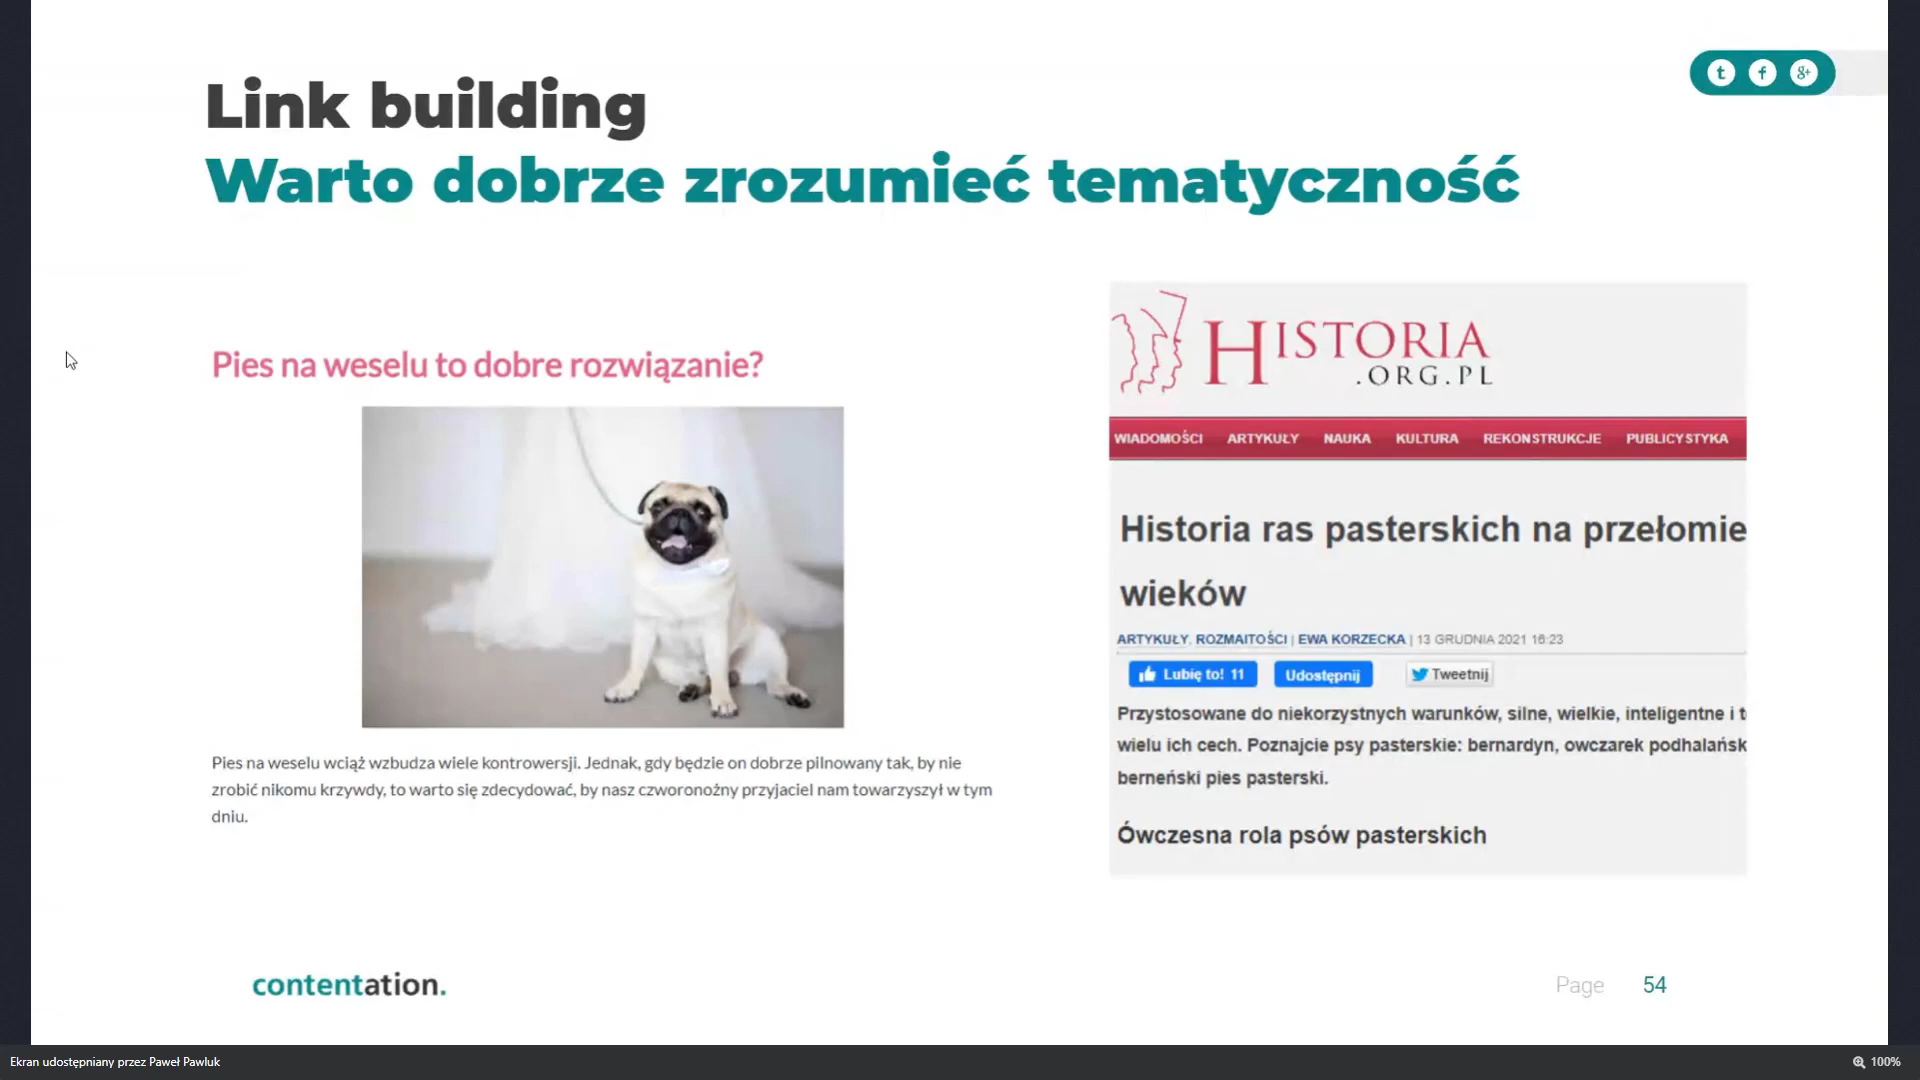 Link building
Warto dobrze zrozumieć tematyczność
t f g+
Pies na weselu to dobre rozwiązanie?
Pies na weselu wciąż wzbudza wiele kontrowersji. Jednak, gdy będzie on dobrze pilnowany tak, by nie
zrobić nikomu krzywdy, to warto się zdecydować, by nasz czworonożny przyjaciel nam towarzyszył w tym
dniu.
HISTORIA
.ORG.PL
WIADOMOŚCI ARTYKUŁY NAUKA KULTURA REKONSTRUKCJE PUBLICYSTYKA
Historia ras pasterskich na przełomie
wieków
ARTYKUŁY, ROZMAITOŚCI | EWA KORZECKA | 13 GRUDNIA 2021 16:23
Lubię to! 11 Udostępnij Tweetnij
Przystosowane do niekorzystnych warunków, silne, wielkie, inteligentne i
wielu ich cech. Poznajcie psy pasterskie: bernardyn, owczarek podhalańsk
berneński pies pasterski.
Ówczesna rola psów pasterskich
contentation.
Page 54
Ekran udostępniany przez Paweł Pawluk
100%